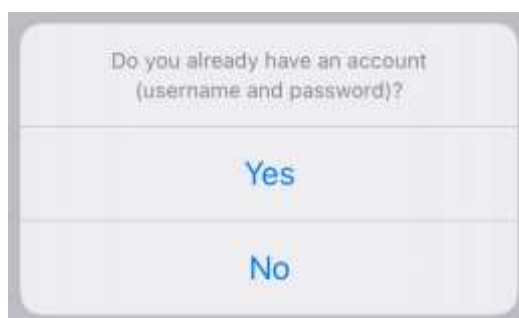 Do you already have an account
(username and password)?
Yes
No